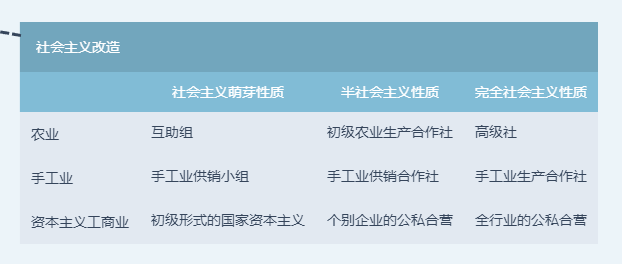 社会主义改造
社会主义萌芽性质 半社会主义性质 完全社会主义性质
农业 互助组 初级农业生产合作社 高级社
手工业 手工业供销小组 手工业供销合作社 手工业生产合作社
资本主义工商业 初级形式的国家资本主义 个别企业的公私合营 全行业的公私合营